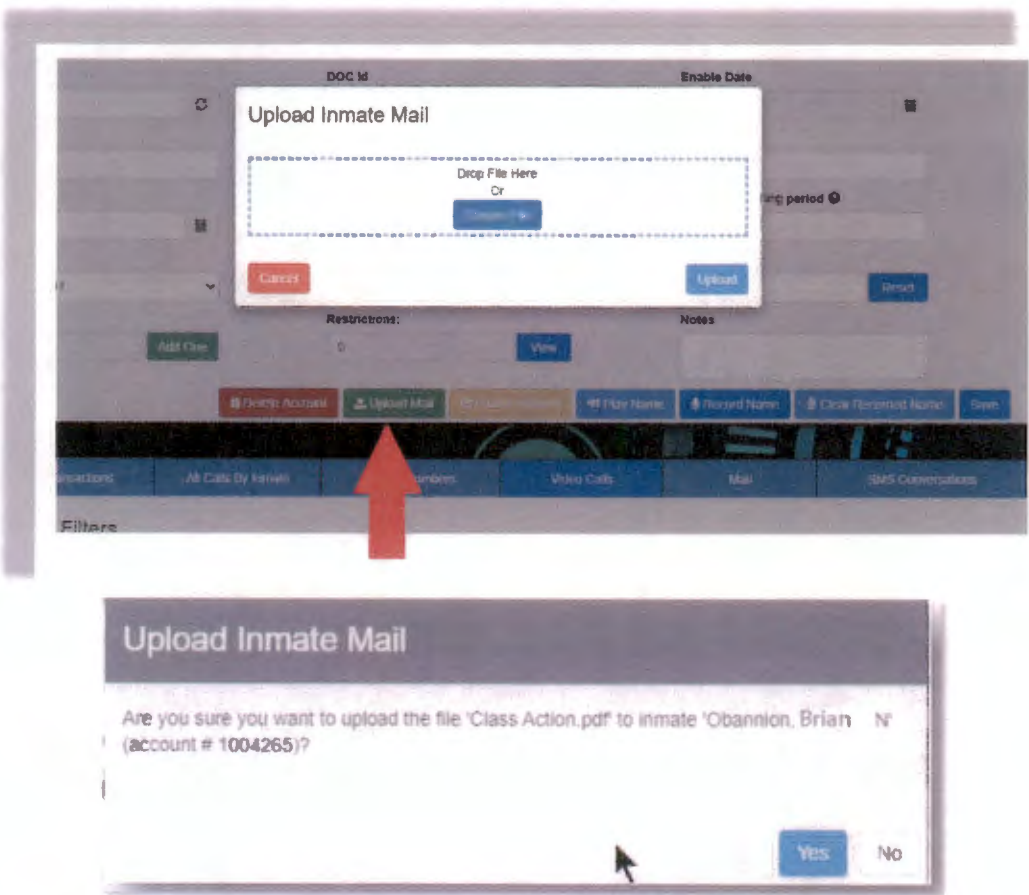 DOC Id
Enable Date
Upload Inmate Mail
Drop File Here
Or
Choose File
period
Cancel
Upload
Reset
Restrictions:
Notes
Add One
0
View
Delete Account
Upload Mail
Play Name
Record Name
Clear Recorded Name
Save
All Calls By Inmate
Video Calls
Mail
SMS Conversations
Filters
Upload Inmate Mail
Are you sure you want to upload the file 'Class Action.pdf' to inmate 'Obannion, Brian N'
(account # 1004265)?
Yes
No